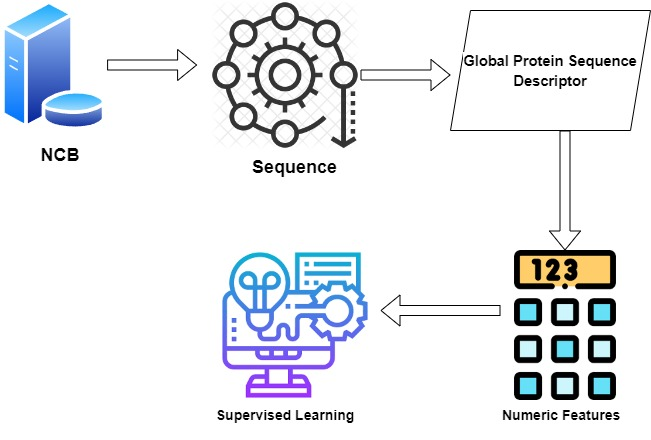 NCB
Sequence
Global Protein Sequence
Descriptor
123
Supervised Learning
Numeric Features